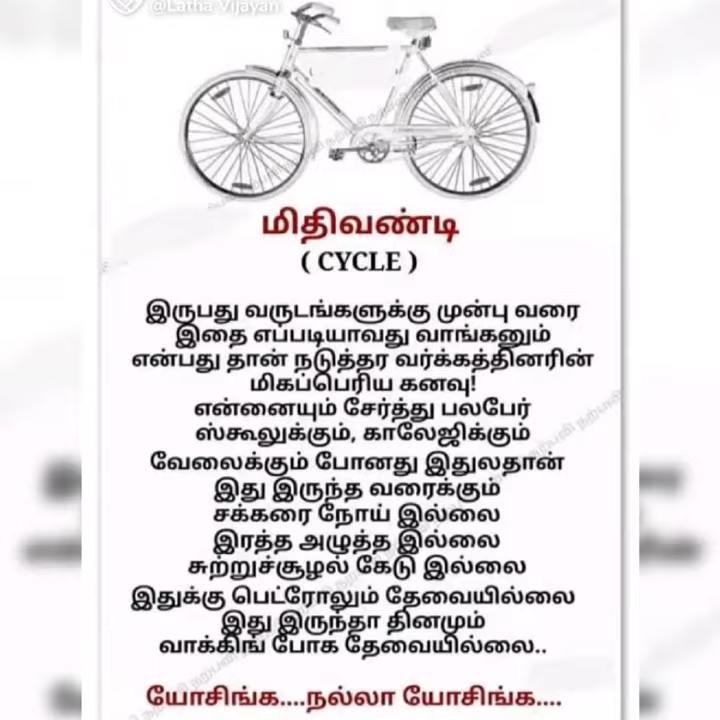 @Latha Vijayan
மிதிவண்டி
( CYCLE )
இருபது வருடங்களுக்கு முன்பு வரை
இதை எப்படியாவது வாங்கனும்
என்பது தான் நடுத்தர வர்க்கத்தினரின்
மிகப்பெரிய கனவு!
என்னையும் சேர்த்து பலபேர்
ஸ்கூலுக்கும், காலேஜிக்கும்
வேலைக்கும் போனது இதுலதான்
இது இருந்த வரைக்கும்
சக்கரை நோய் இல்லை
இரத்த அழுத்த இல்லை
சுற்றுச்சூழல் கேடு இல்லை
இதுக்கு பெட்ரோலும் தேவையில்லை
இது இருந்தா தினமும்
வாக்கிங் போக தேவையில்லை..
யோசிங்க....நல்லா யோசிங்க....